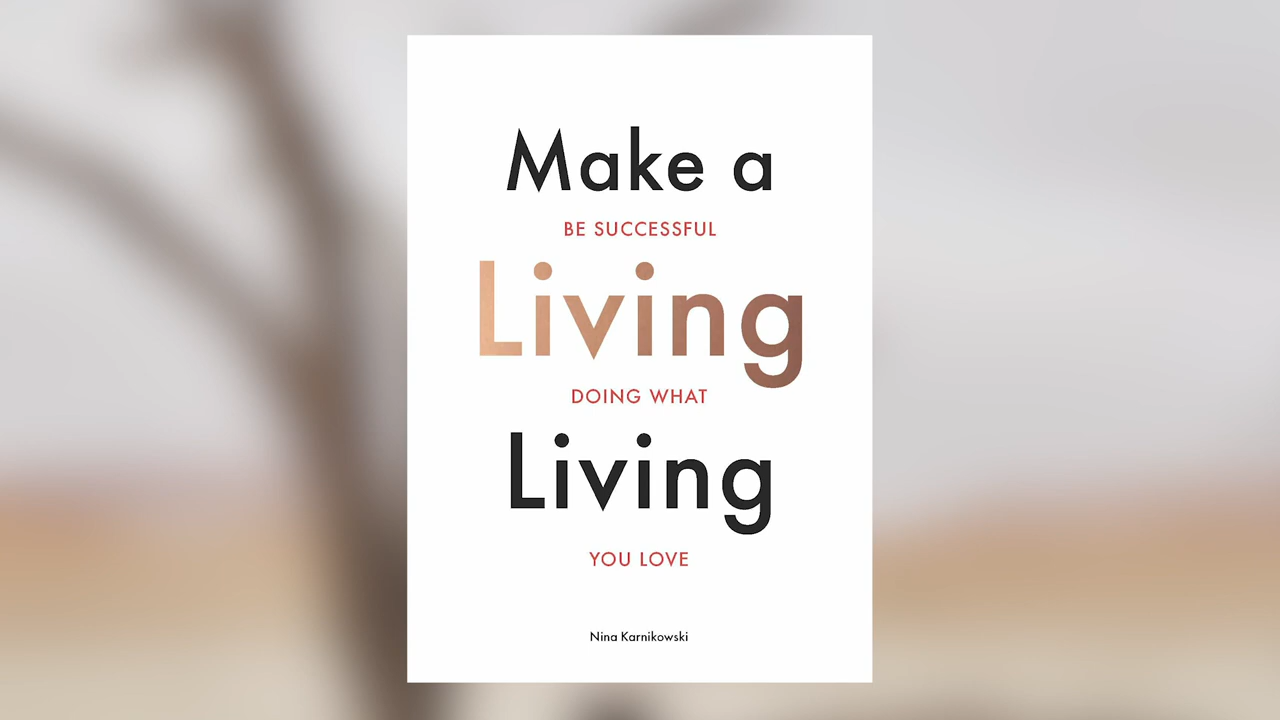 Make a
BE SUCCESSFUL
Living
DOING WHAT
Living
YOU LOVE
Nina Karnikowski